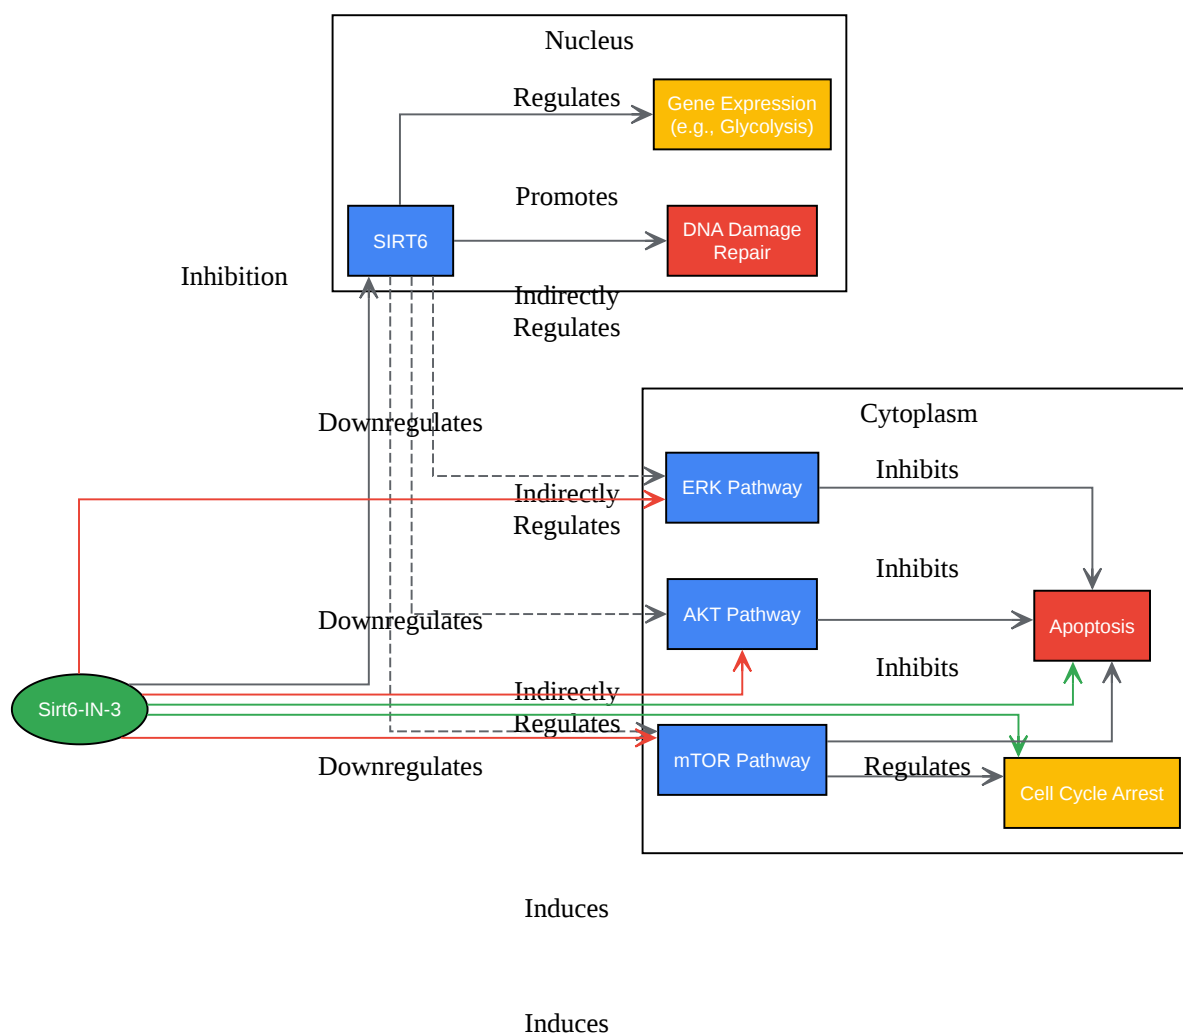 Nucleus
Regulates
Gene Expression
(e.g., Glycolysis)
Promotes
SIRT6
DNA Damage
Repair
Inhibition
Indirectly
Regulates
Downregulates
Cytoplasm
ERK Pathway
Inhibits
Indirectly
Regulates
Inhibits
Downregulates
AKT Pathway
Apoptosis
Inhibits
Indirectly
Regulates
Sirt6-IN-3
Downregulates
mTOR Pathway
Regulates
Cell Cycle Arrest
Induces
Induces